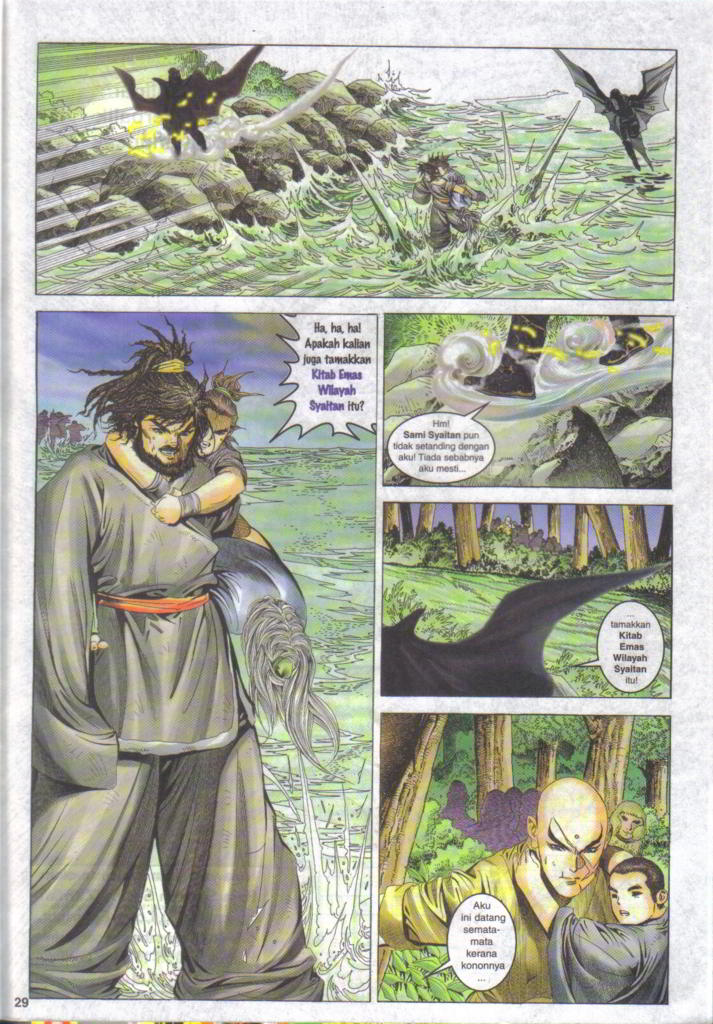 Ha, ha, ha!
Apakah kalian
juga tamakkan
Kitab Emas
Wilayah
Syaitan itu?
Hm!
Sami Syaitan pun
tidak setanding dengan
aku! Tiada sebabnya
aku mesti...
...
tamakkan
Kitab
Emas
Wilayah
Syaitan
itu!
Aku
ini datang
semata-
mata
kerana
kononnya
...
29